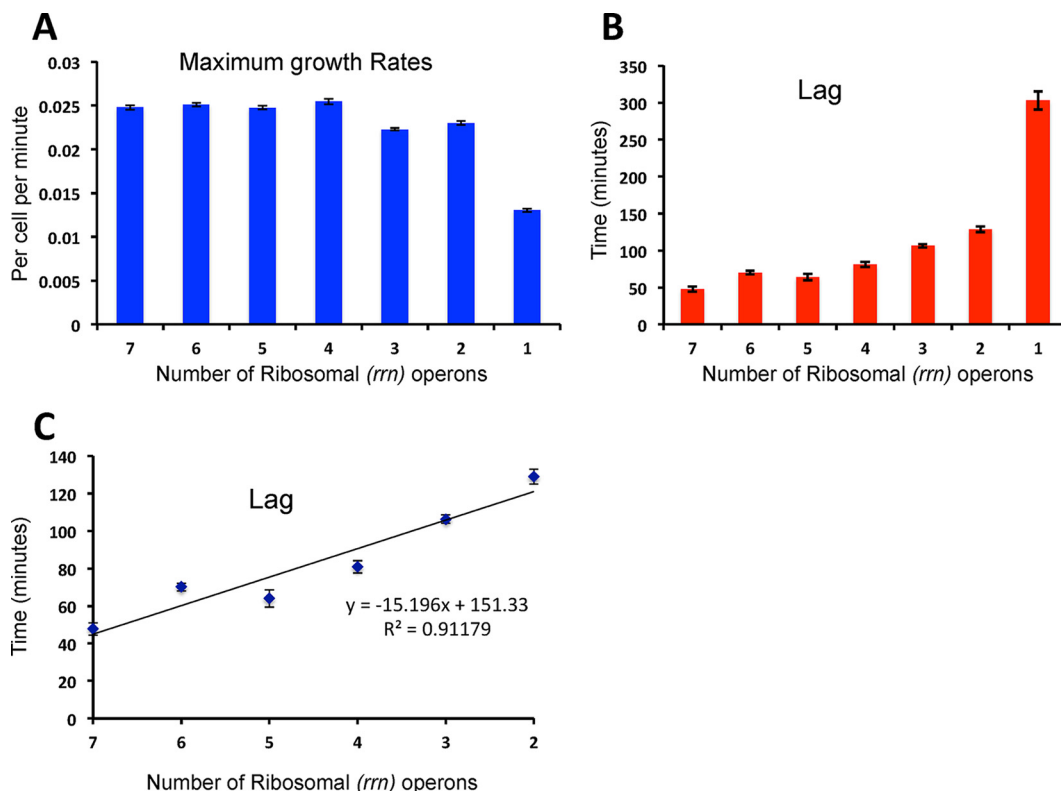 A
Maximum growth Rates
0.03
0.025
0.02
0.015
0.01
0.005
0
Per cell per minute
7 6 5 4 3 2 1
Number of Ribosomal (rrn) operons
B
Lag
350
300
250
200
150
100
50
0
Time (minutes)
7 6 5 4 3 2 1
Number of Ribosomal (rrn) operons
C
Lag
140
120
100
80
60
40
20
0
Time (minutes)
y = -15.196x + 151.33
R² = 0.91179
7 6 5 4 3 2
Number of Ribosomal (rrn) operons